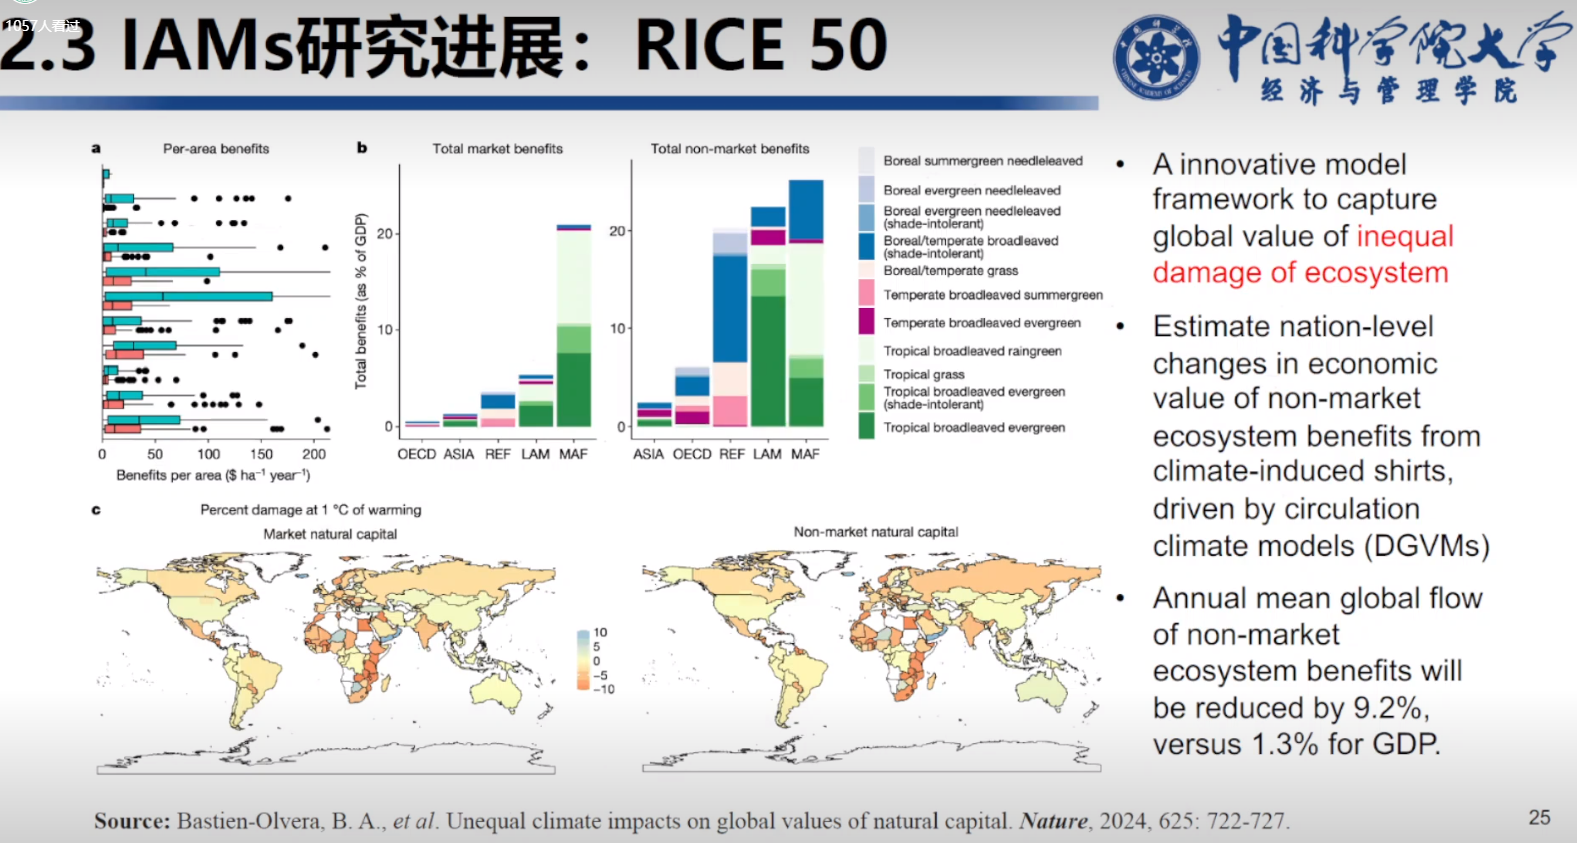 1057人看过
2.3 IAMs研究进展：RICE 50
中国科学院大学
经济与管理学院
a
Per-area benefits
0 50 100 150 200
Benefits per area ($ ha⁻¹ year⁻¹)
b
Total market benefits
Total benefits (as % of GDP)
20
10
0
OECD ASIA REF LAM MAF
Total non-market benefits
20
10
0
ASIA OECD REF LAM MAF
Boreal summergreen needleleaved
Boreal evergreen needleleaved
Boreal evergreen needleleaved
(shade-intolerant)
Boreal/temperate broadleaved
(shade-intolerant)
Boreal/temperate grass
Temperate broadleaved summergreen
Temperate broadleaved evergreen
Tropical broadleaved raingreen
Tropical grass
Tropical broadleaved evergreen
(shade-intolerant)
Tropical broadleaved evergreen
c
Percent damage at 1 °C of warming
Market natural capital
10
5
0
−5
−10
Non-market natural capital
• A innovative model
framework to capture
global value of inequal
damage of ecosystem
• Estimate nation-level
changes in economic
value of non-market
ecosystem benefits from
climate-induced shirts,
driven by circulation
climate models (DGVMs)
• Annual mean global flow
of non-market
ecosystem benefits will
be reduced by 9.2%,
versus 1.3% for GDP.
Source: Bastien-Olvera, B. A., et al. Unequal climate impacts on global values of natural capital. Nature, 2024, 625: 722-727.
25